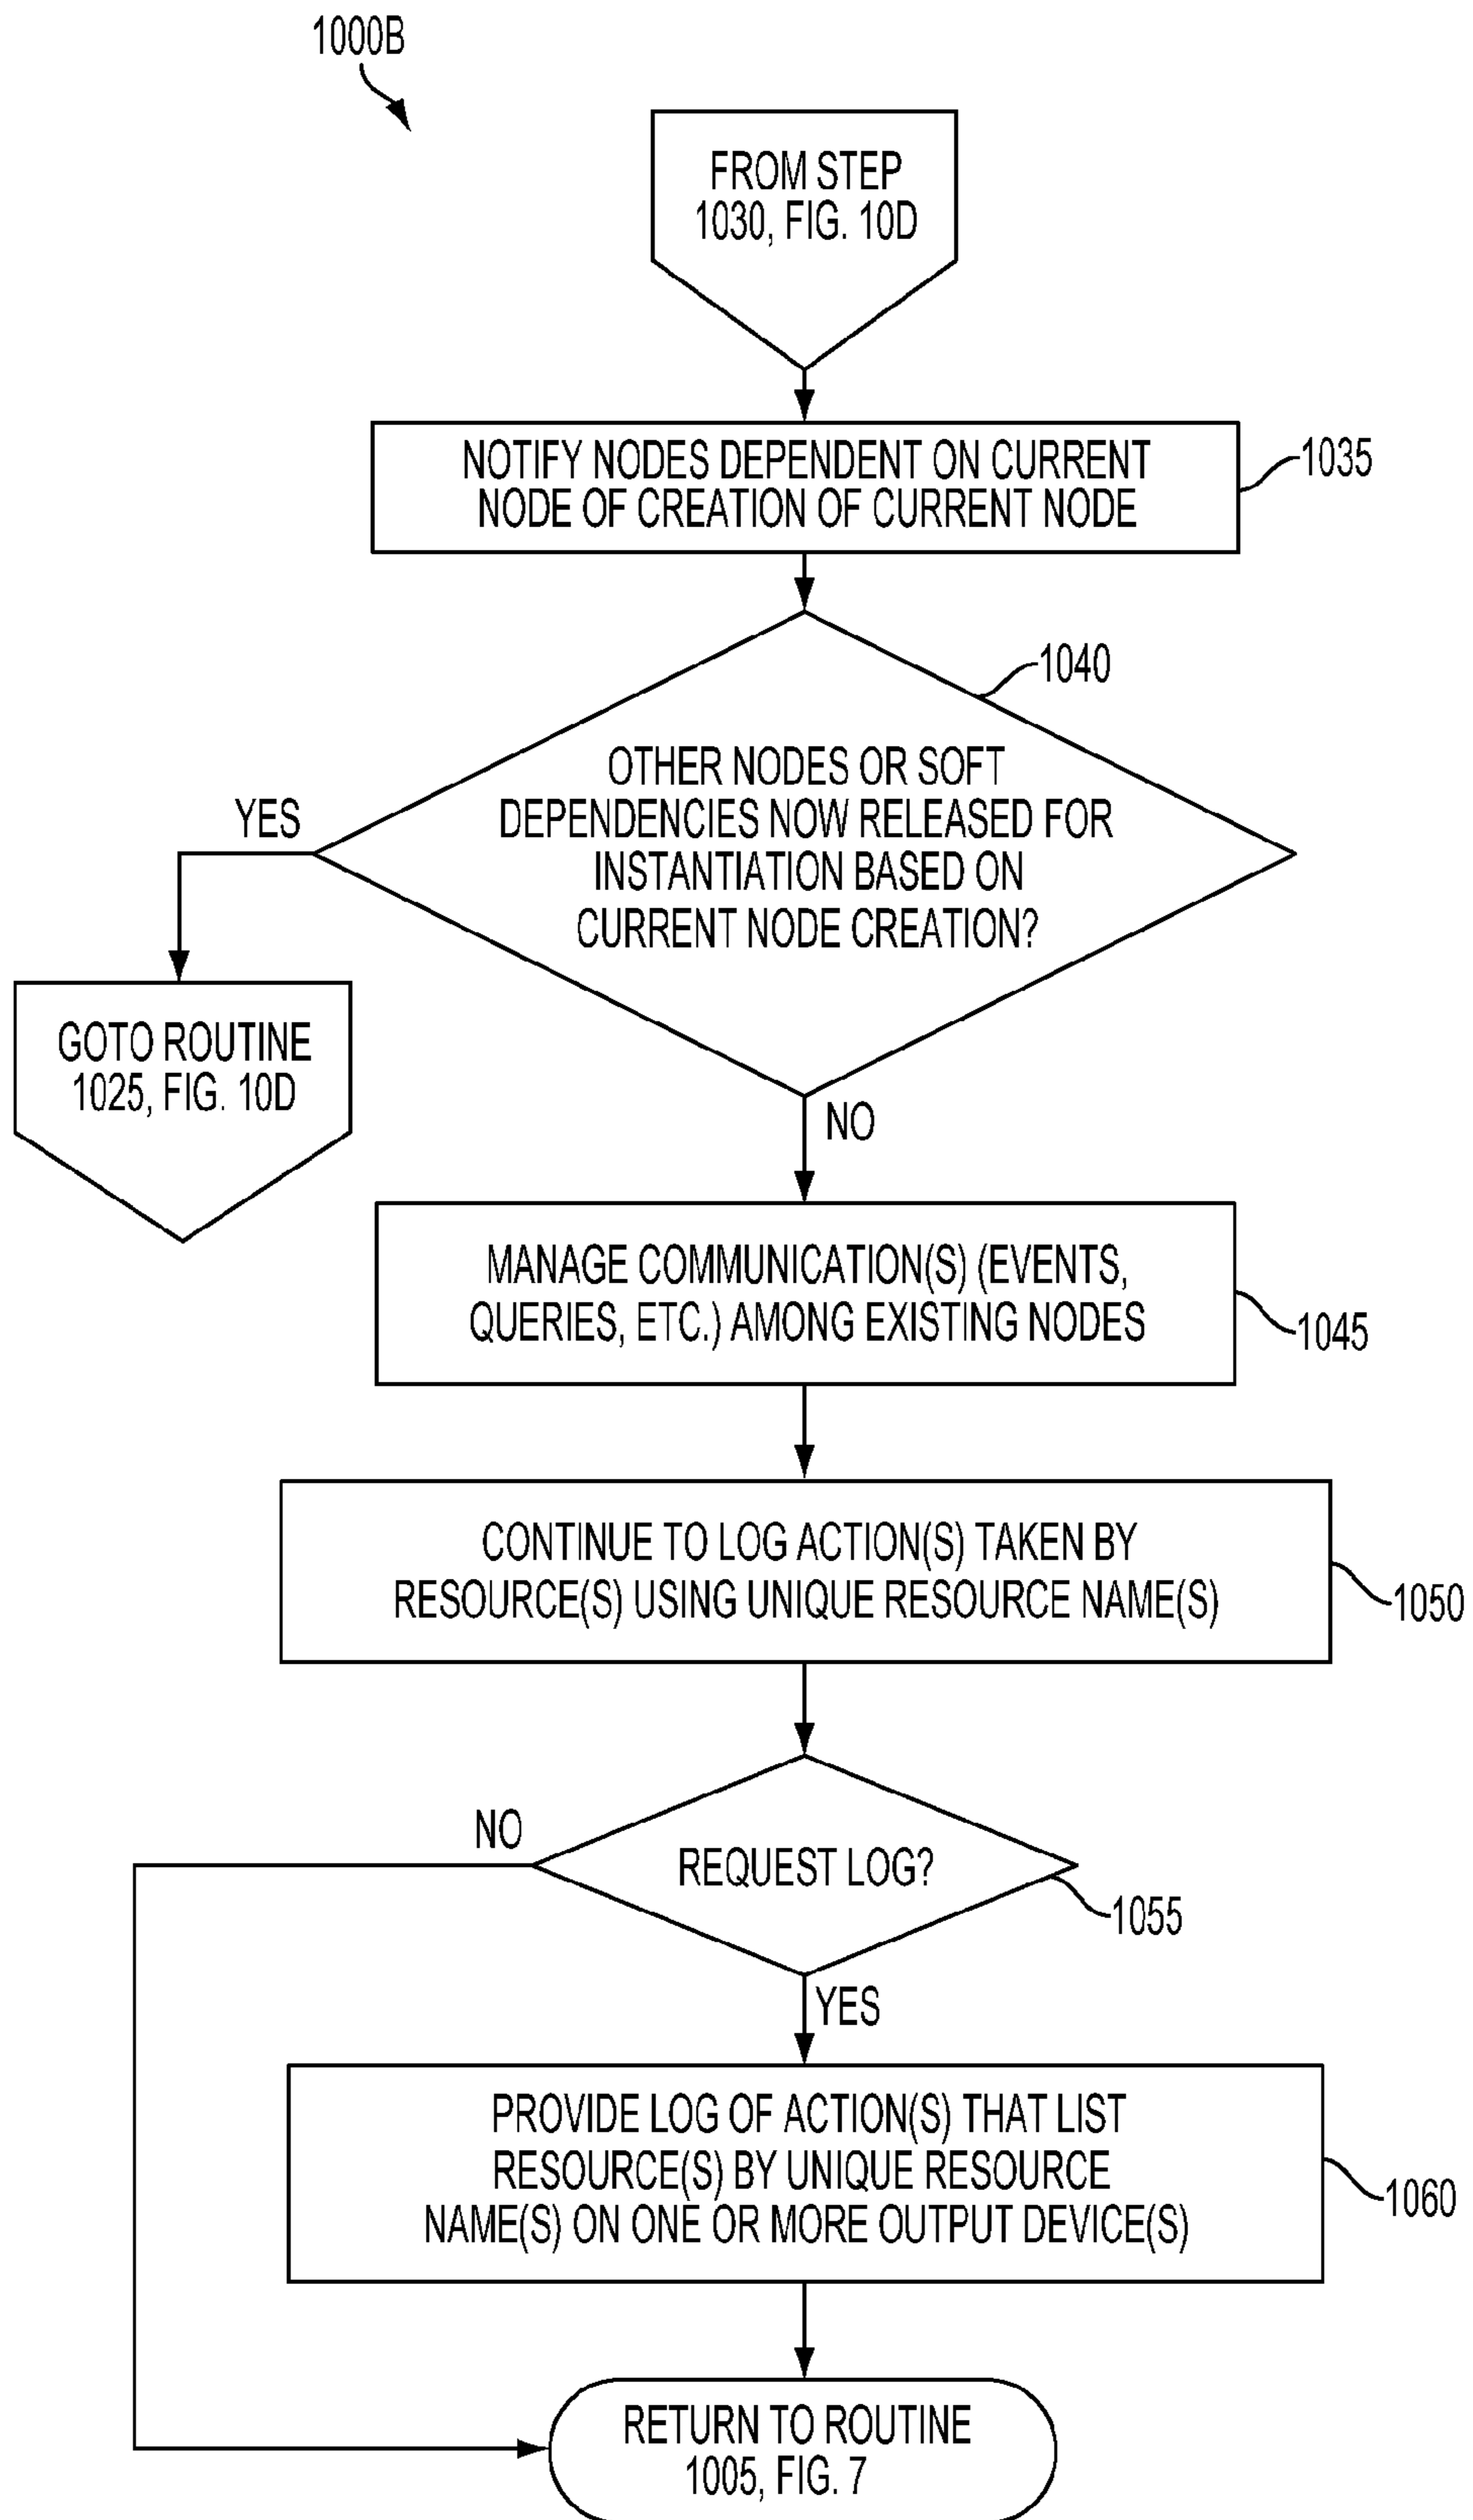 1000B
FROM STEP
1030, FIG. 10D
NOTIFY NODES DEPENDENT ON CURRENT
NODE OF CREATION OF CURRENT NODE
1035
1040
OTHER NODES OR SOFT
DEPENDENCIES NOW RELEASED FOR
INSTANTIATION BASED ON
CURRENT NODE CREATION?
YES
GOTO ROUTINE
1025, FIG. 10D
NO
MANAGE COMMUNICATION(S) (EVENTS,
QUERIES, ETC.) AMONG EXISTING NODES
1045
CONTINUE TO LOG ACTION(S) TAKEN BY
RESOURCE(S) USING UNIQUE RESOURCE NAME(S)
1050
NO
REQUEST LOG?
1055
YES
PROVIDE LOG OF ACTION(S) THAT LIST
RESOURCE(S) BY UNIQUE RESOURCE
NAME(S) ON ONE OR MORE OUTPUT DEVICE(S)
1060
RETURN TO ROUTINE
1005, FIG. 7